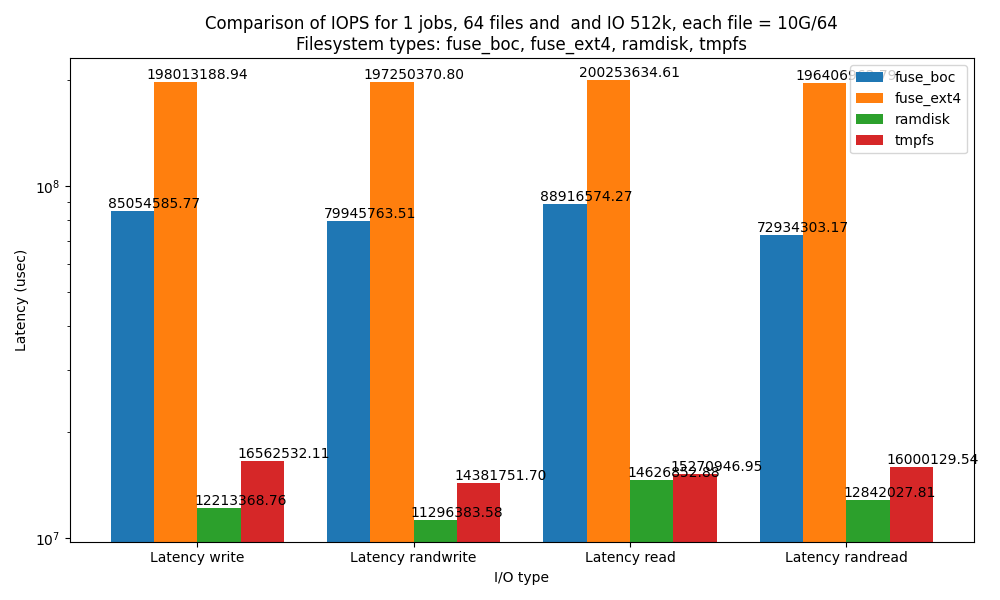 Comparison of IOPS for 1 jobs, 64 files and  and IO 512k, each file = 10G/64
Filesystem types: fuse_boc, fuse_ext4, ramdisk, tmpfs
fuse_boc
fuse_ext4
ramdisk
tmpfs
198013188.94
197250370.80
200253634.61
85054585.77
79945763.51
88916574.27
72934303.17
12213368.76
16562532.11
11296383.58
14381751.70
14626852.88
15270946.95
12842027.81
16000129.54
10^8
10^7
Latency (usec)
Latency write
Latency randwrite
Latency read
Latency randread
I/O type